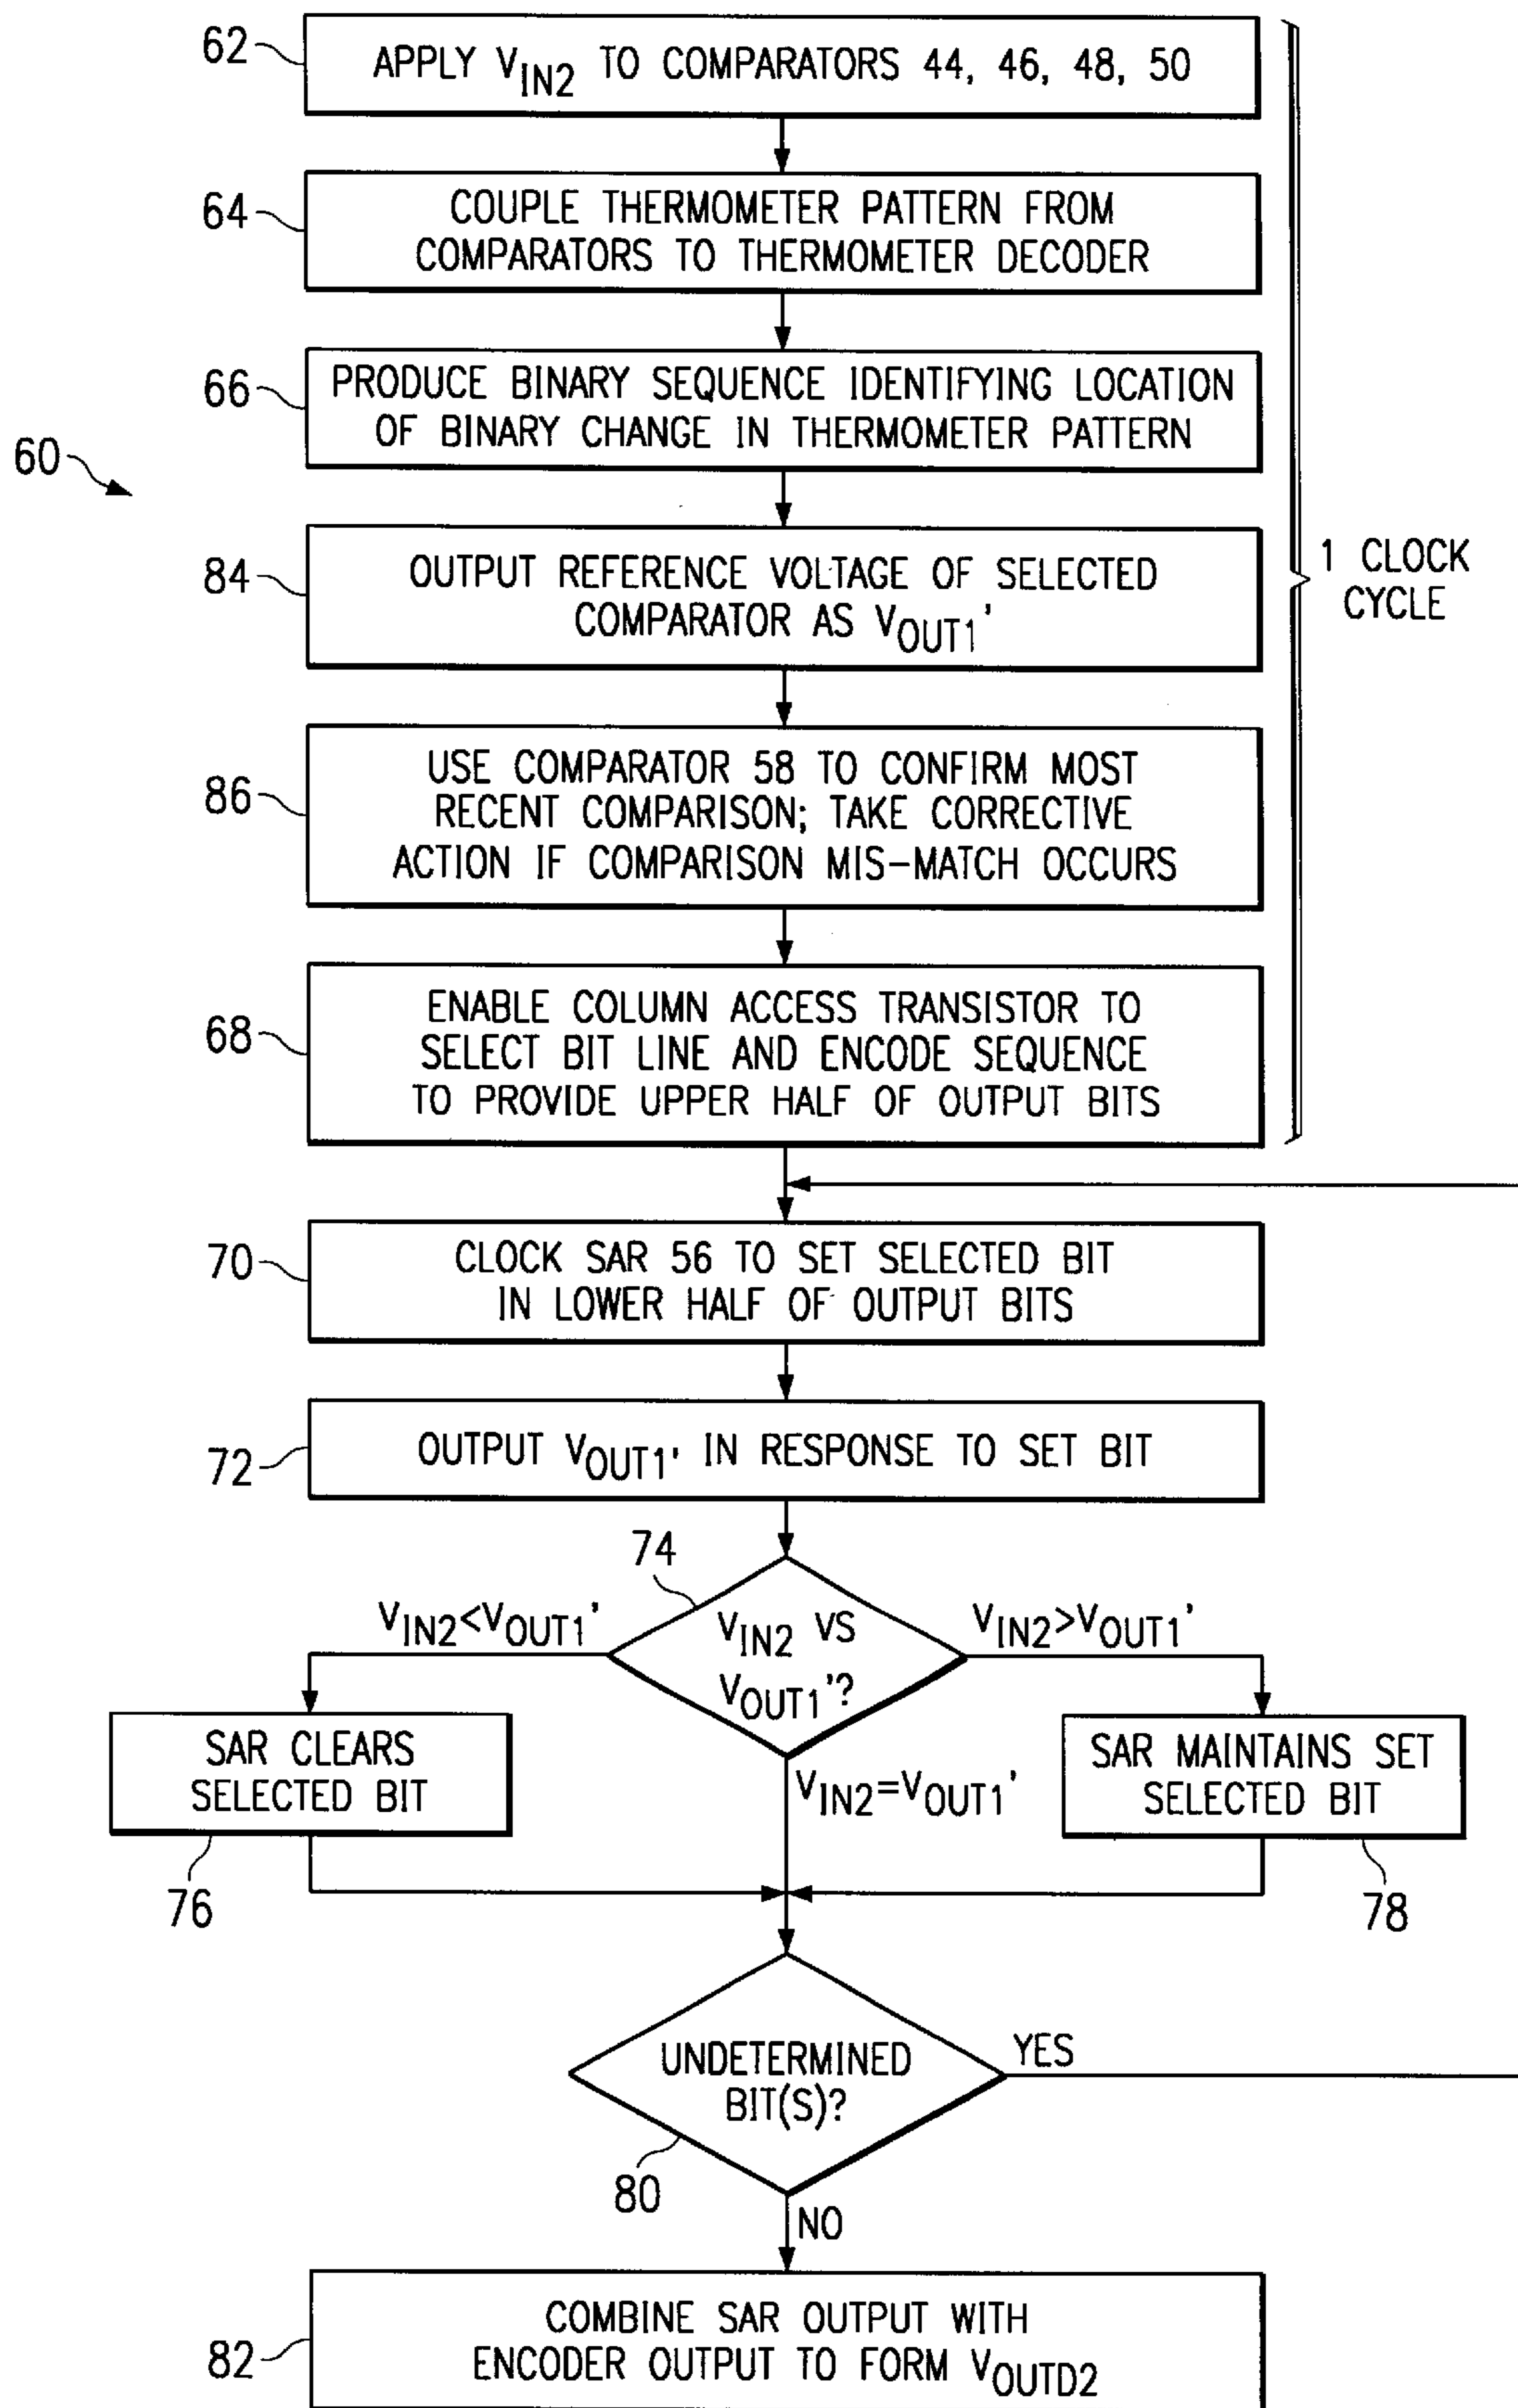 62
APPLY VIN2 TO COMPARATORS 44, 46, 48, 50
64
COUPLE THERMOMETER PATTERN FROM
COMPARATORS TO THERMOMETER DECODER
66
PRODUCE BINARY SEQUENCE IDENTIFYING LOCATION
OF BINARY CHANGE IN THERMOMETER PATTERN
60
84
OUTPUT REFERENCE VOLTAGE OF SELECTED
COMPARATOR AS VOUT1'
1 CLOCK
CYCLE
86
USE COMPARATOR 58 TO CONFIRM MOST
RECENT COMPARISON; TAKE CORRECTIVE
ACTION IF COMPARISON MIS-MATCH OCCURS
68
ENABLE COLUMN ACCESS TRANSISTOR TO
SELECT BIT LINE AND ENCODE SEQUENCE
TO PROVIDE UPPER HALF OF OUTPUT BITS
70
CLOCK SAR 56 TO SET SELECTED BIT
IN LOWER HALF OF OUTPUT BITS
72
OUTPUT VOUT1' IN RESPONSE TO SET BIT
74
VIN2<VOUT1'
VIN2 VS
VOUT1'?
VIN2>VOUT1'
SAR CLEARS
SELECTED BIT
76
VIN2=VOUT1'
SAR MAINTAINS SET
SELECTED BIT
78
UNDETERMINED
BIT(S)?
YES
80
NO
82
COMBINE SAR OUTPUT WITH
ENCODER OUTPUT TO FORM VOUTD2